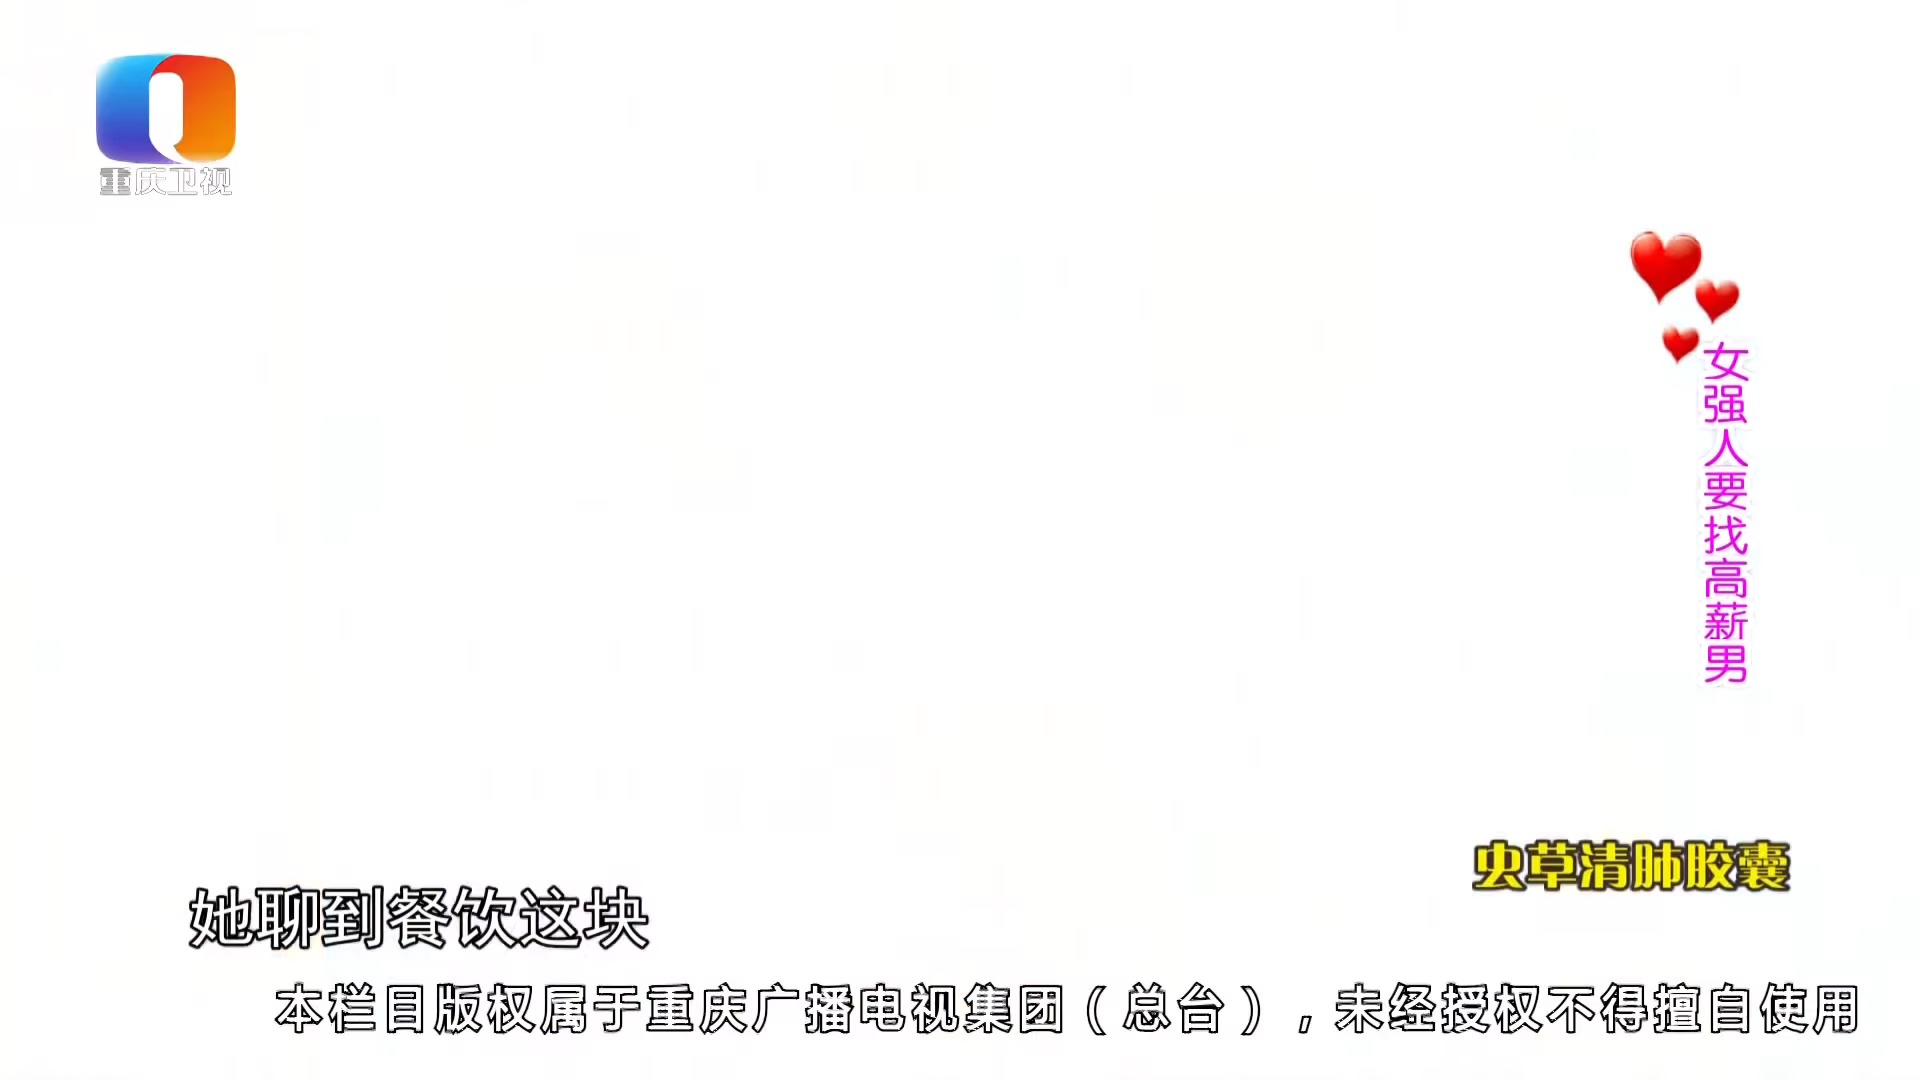 重庆卫视
女强人要找高薪男
虫草清肺胶囊
她聊到餐饮这块
本栏目版权属于重庆广播电视集团（总台），未经授权不得擅自使用